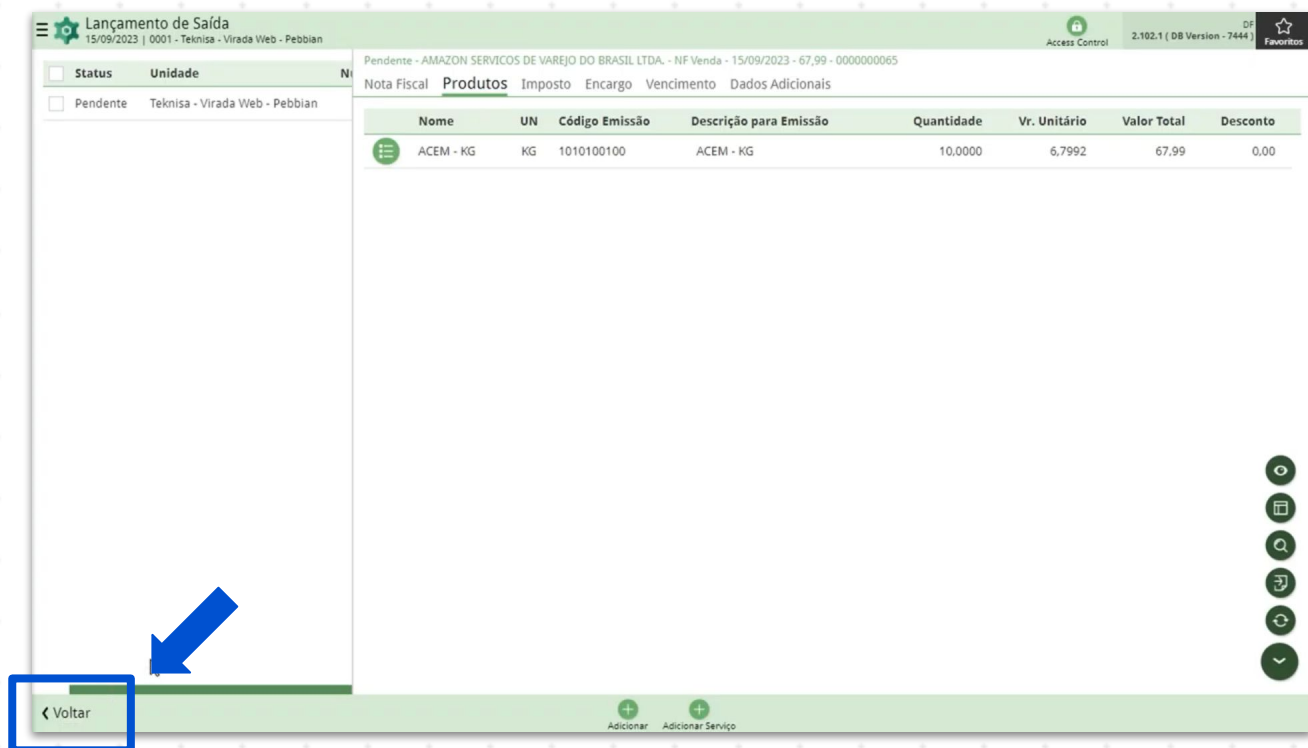 Lançamento de Saída
15/09/2023 | 0001 - Teknisa - Virada Web - Pebbian
Access Control
DF
2.102.1 ( DB Version - 7444 )
Favoritos
Status Unidade
Pendente Teknisa - Virada Web - Pebbian
Pendente - AMAZON SERVICOS DE VAREJO DO BRASIL LTDA. - NF Venda - 15/09/2023 - 67,99 - 0000000065
Nota Fiscal Produtos Imposto Encargo Vencimento Dados Adicionais
Nome UN Código Emissão Descrição para Emissão Quantidade Vr. Unitário Valor Total Desconto
ACEM - KG KG 1010100100 ACEM - KG 10,0000 6,7992 67,99 0,00
Voltar
Adicionar Adicionar Serviço